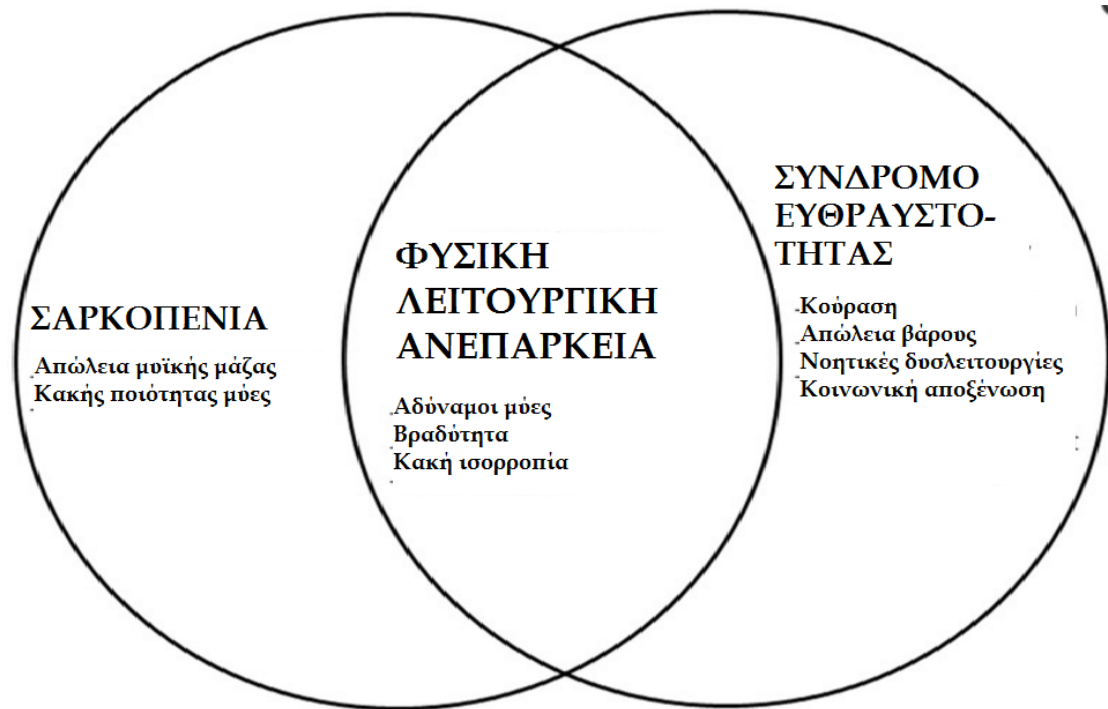 ΣΑΡΚΟΠΕΝΙΑ
Απώλεια μυϊκής μάζας
Κακής ποιότητας μύες
ΦΥΣΙΚΗ
ΛΕΙΤΟΥΡΓΙΚΗ
ΑΝΕΠΑΡΚΕΙΑ
Αδύναμοι μύες
Βραδύτητα
Κακή ισορροπία
ΣΥΝΔΡΟΜΟ
ΕΥΘΡΑΥΣΤΟ-
ΤΗΤΑΣ
Κούραση
Απώλεια βάρους
Νοητικές δυσλειτουργίες
Κοινωνική αποξένωση